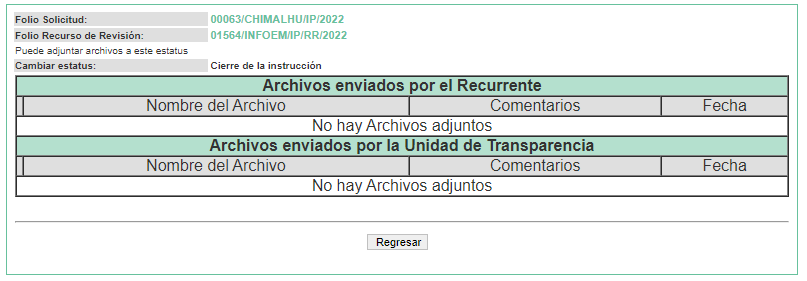 Folio Solicitud: 00063/CHIMALHU/IP/2022
Folio Recurso de Revisión: 01564/INFOEM/IP/RR/2022
Puede adjuntar archivos a este estatus
Cambiar estatus: Cierre de la instrucción
Archivos enviados por el Recurrente
Nombre del Archivo Comentarios Fecha
No hay Archivos adjuntos
Archivos enviados por la Unidad de Transparencia
Nombre del Archivo Comentarios Fecha
No hay Archivos adjuntos
Regresar